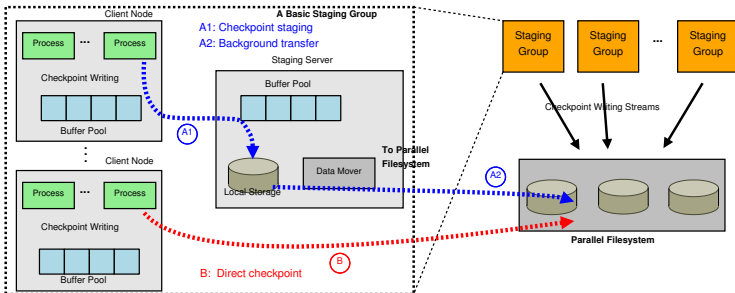 Client Node
Process
...
Process
Checkpoint Writing
Buffer Pool
...
Client Node
Process
...
Process
Checkpoint Writing
Buffer Pool
A Basic Staging Group
A1: Checkpoint staging
A2: Background transfer
Staging Server
Buffer Pool
A1
Local Storage
Data Mover
To Parallel
Filesystem
A2
B
B: Direct checkpoint
Staging
Group
Staging
Group
...
Staging
Group
Checkpoint Writing Streams
Parallel Filesystem